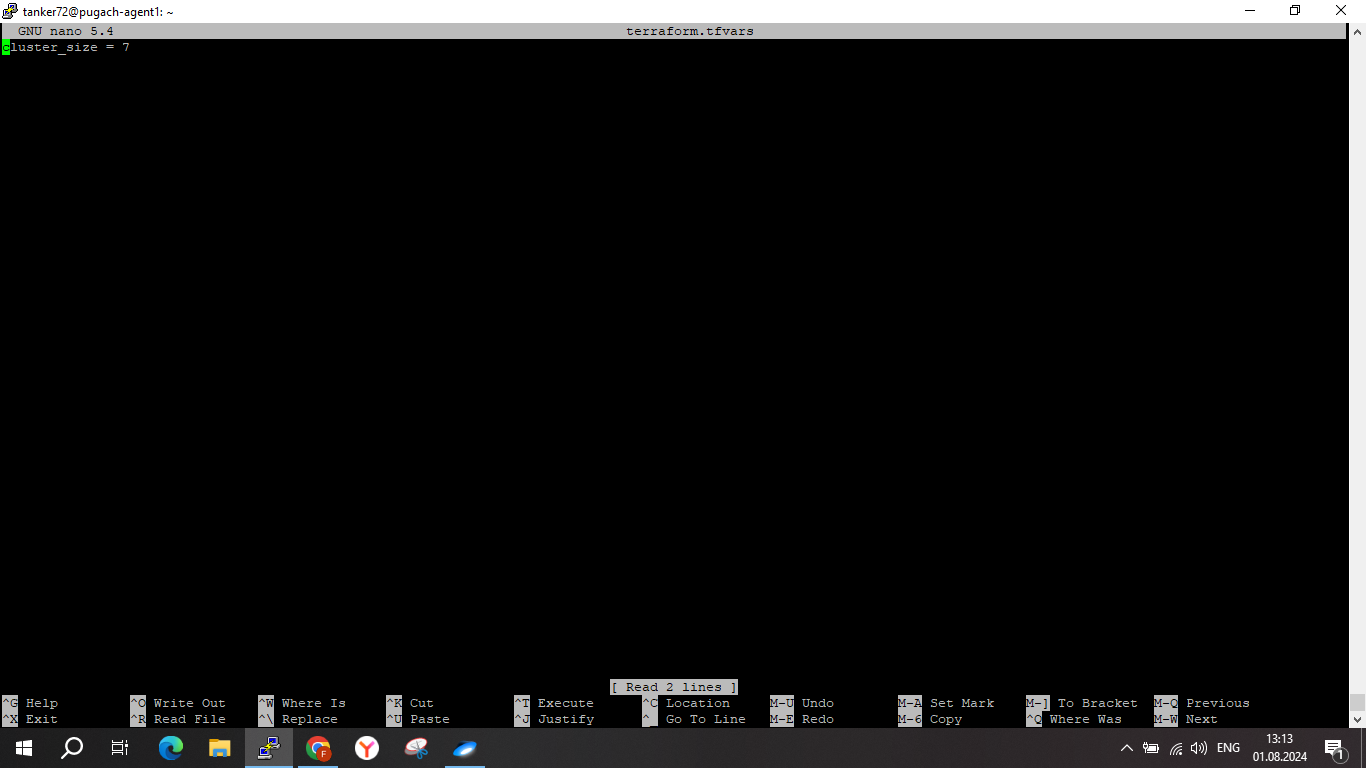 tanker72@pugach-agent1: ~
GNU nano 5.4 terraform.tfvars
cluster_size = 7
[ Read 2 lines ]
^G Help ^O Write Out ^W Where Is ^K Cut ^T Execute ^C Location M-U Undo M-A Set Mark M-] To Bracket M-Q Previous
^X Exit ^R Read File ^\ Replace ^U Paste ^J Justify ^_ Go To Line M-E Redo M-6 Copy ^Q Where Was M-W Next
ENG
13:13
01.08.2024
1